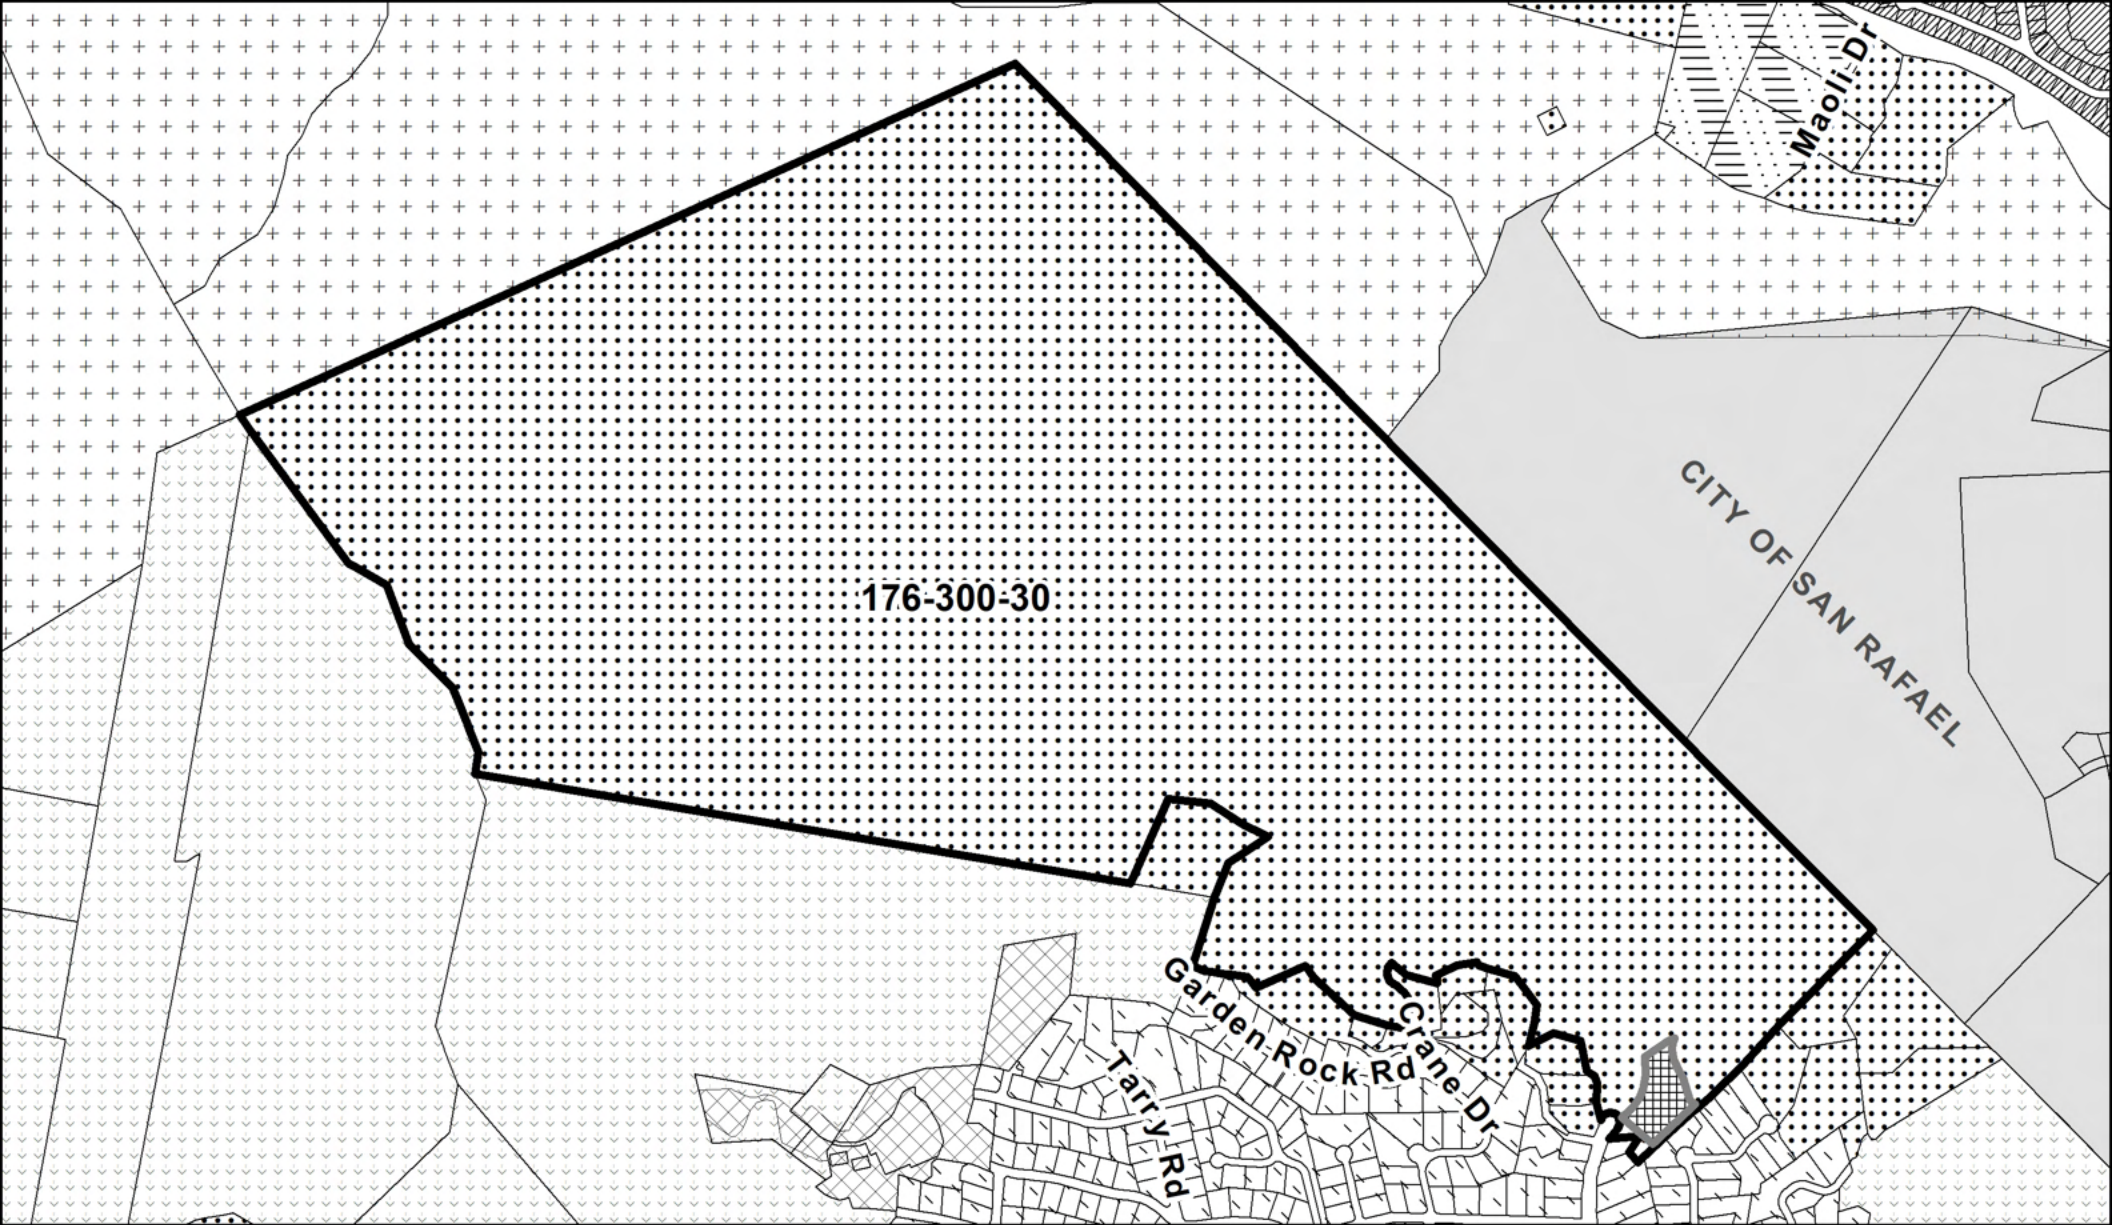 Maoli Dr
CITY OF SAN RAFAEL
176-300-30
Garden Rock Rd
Crane Dr
Tarry Rd